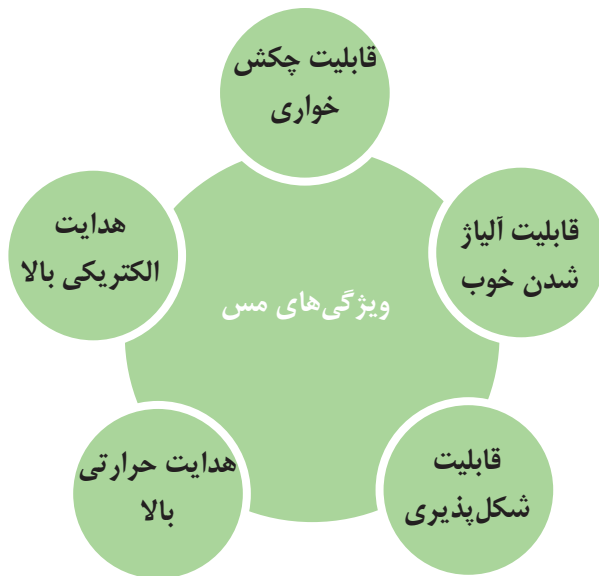 قابلیت چکش
خواری
قابلیت آلیاژ
شدن خوب
قابلیت
شکل‌پذیری
هدایت حرارتی
بالا
هدایت
الکتریکی بالا
ویژگی‌های مس